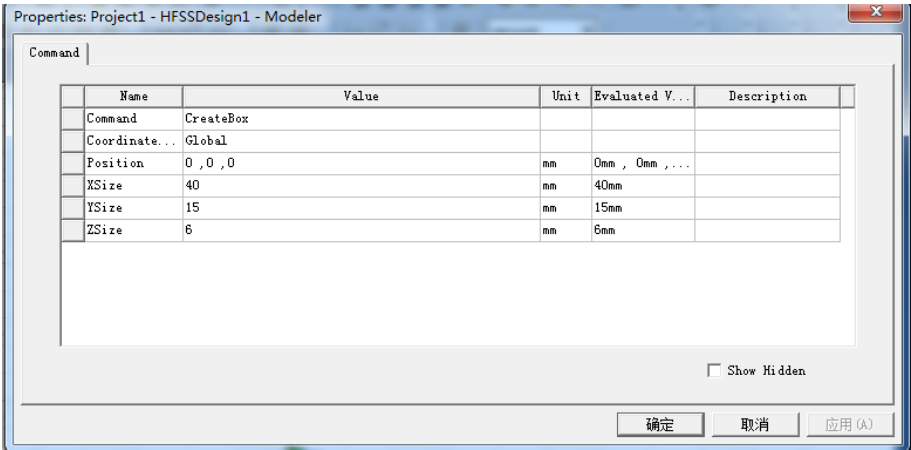 Properties: Project1 - HFSSDesign1 - Modeler
Command
Name Value Unit Evaluated V... Description
Command CreateBox
Coordinate... Global
Position 0 ,0 ,0 mm 0mm , 0mm ,...
XSize 40 mm 40mm
YSize 15 mm 15mm
ZSize 6 mm 6mm
Show Hidden
确定 取消 应用(A)